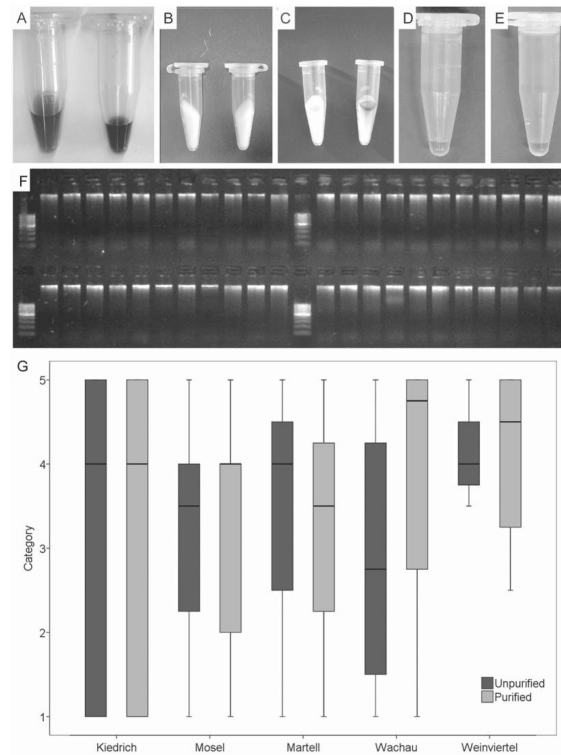 A
B
C
D
E
F
G
5
4
3
2
1
Category
Unpurified
Purified
Kiedrich
Mosel
Martell
Wachau
Weinviertel